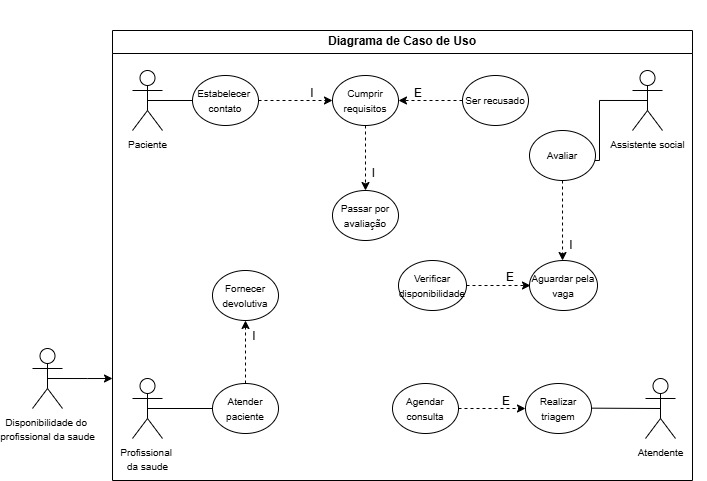 Diagrama de Caso de Uso
Estabelecer
contato
I
Cumprir
requisitos
E
Ser recusado
Paciente
Avaliar
Assistente social
I
Passar por
avaliação
I
Fornecer
devolutiva
Verificar
disponibilidade
E
Aguardar pela
vaga
I
Disponibilidade do
profissional da saude
Atender
paciente
Agendar
consulta
E
Realizar
triagem
Profissional
da saude
Atendente